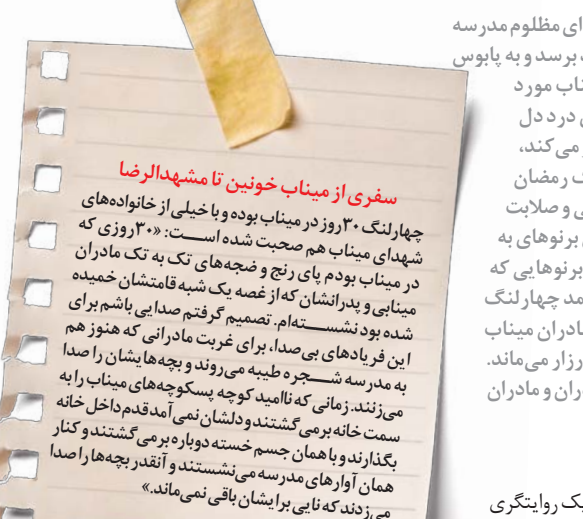 سفری از میناب خونین تا مشهدالرضا
چهارلنگ ۳۰روز در میناب بوده و با خیلی از خانواده‌های
شهدای میناب هم صحبت شده است: «۳۰روزی که
در میناب بودم پای رنج و ضجه‌های تک به تک مادران
مینابی و پدرانشان که از غصه یک شبه قامتشان خمیده
شده بود نشسته‌ام. تصمیم گرفتم صدایی باشم برای
این فریادهای بی‌صدا، برای غربت مادرانی که هنوز هم
به مدرسه شجره طیبه می‌روند و بچه‌هایشان را صدا
می‌زنند. زمانی که ناامید کوچه پسکوچه‌های میناب را به
سمت خانه برمی‌گشتند و دلشان نمی‌آمد قدم داخل خانه
بگذارند و با همان جسم خسته دوباره برمی‌گشتند و کنار
همان آوارهای مدرسه می‌نشستند و آنقدر بچه‌ها را صدا
می‌زدند که نایی برایشان باقی نمی‌ماند.»
ای مظلوم مدرسه
برسد و به پابوس
ناب مورد
درد دل
می‌کند،
رمضان
ی و صلابت
برنوهای به
برنوهایی که
مد چهارلنگ
مادران میناب
رزار می‌ماند.
ران و مادران
یک روایتگری